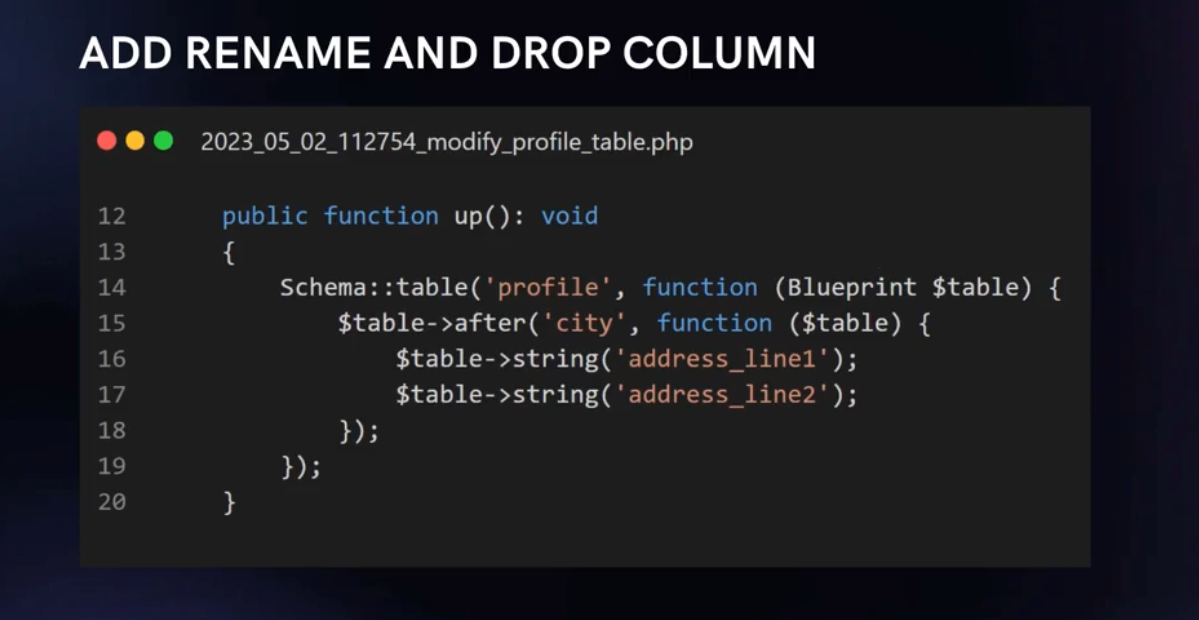 ADD RENAME AND DROP COLUMN
2023_05_02_112754_modify_profile_table.php
12 public function up(): void
13 {
14 Schema::table('profile', function (Blueprint $table) {
15 $table->after('city', function ($table) {
16 $table->string('address_line1');
17 $table->string('address_line2');
18 });
19 });
20 }